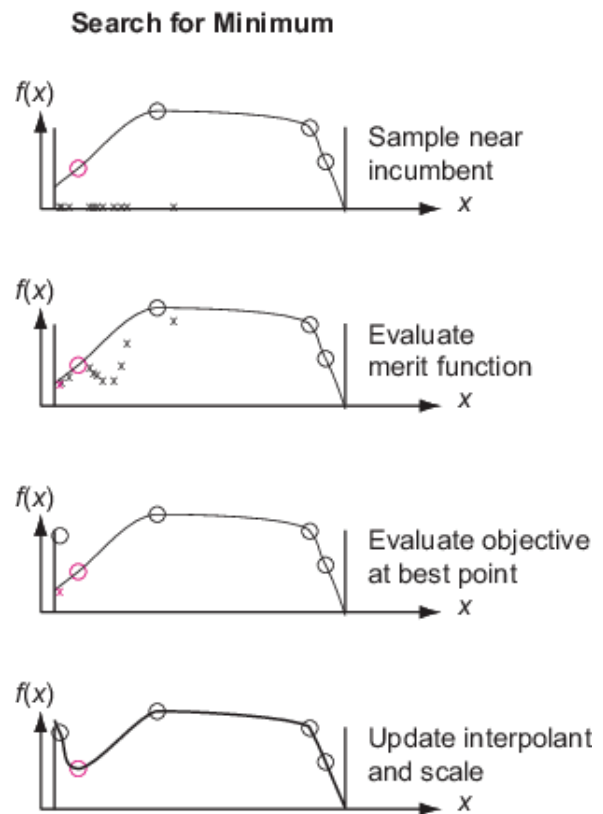 Search for Minimum
f(x)
Sample near
incumbent
x
f(x)
Evaluate
merit function
x
f(x)
Evaluate objective
at best point
x
f(x)
Update interpolant
and scale
x